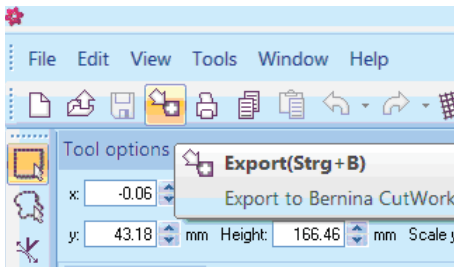 File Edit View Tools Window Help
Tool options
Export(Strg+B)
x: -0.06
Export to Bernina CutWork
y: 43.18 mm Height: 166.46 mm Scale y